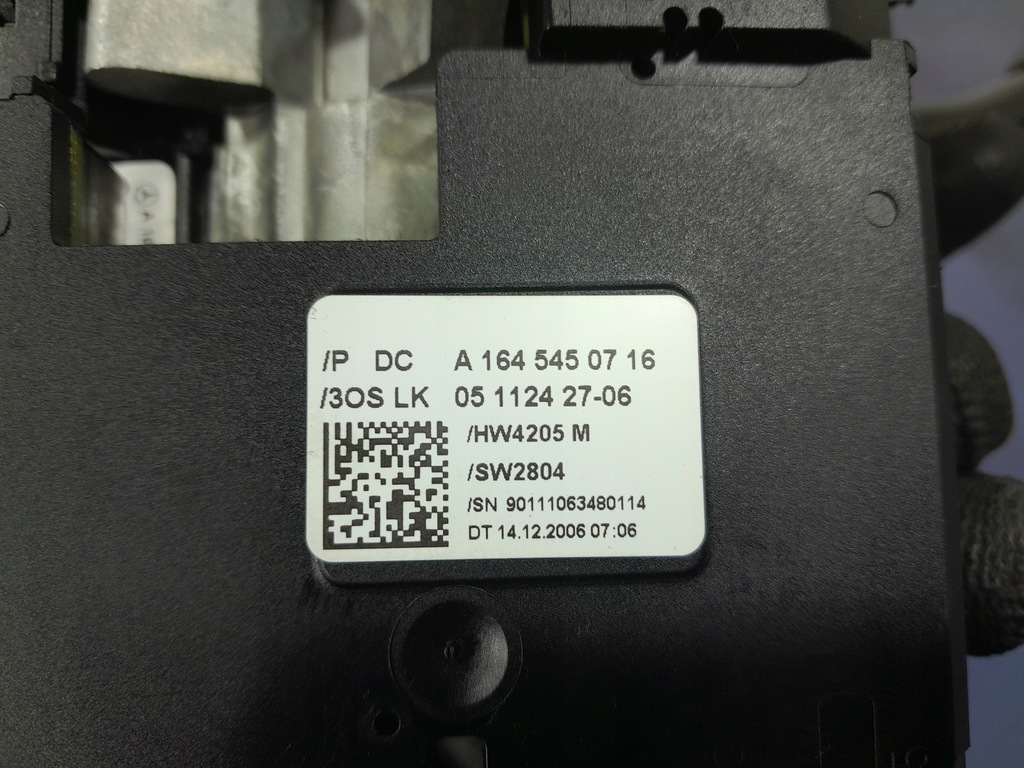 /P DC A 164 545 07 16
/3OS LK 05 1124 27-06
/HW4205 M
/SW2804
/SN 90111063480114
DT 14.12.2006 07:06